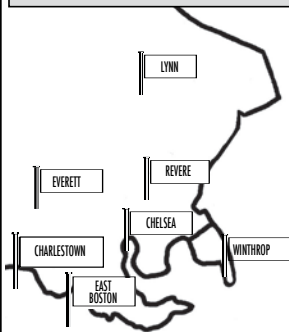 LYNN
REVERE
EVERETT
CHELSEA
CHARLESTOWN
WINTHROP
EAST
BOSTON